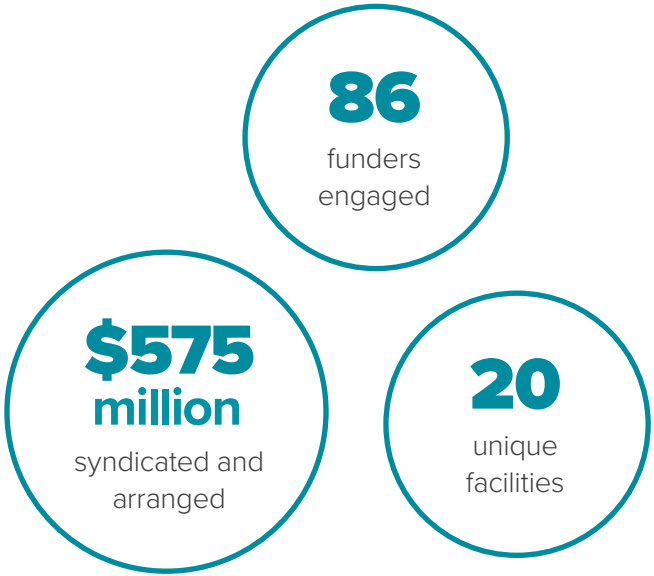 86
funders
engaged
$575
million
syndicated and
arranged
20
unique
facilities